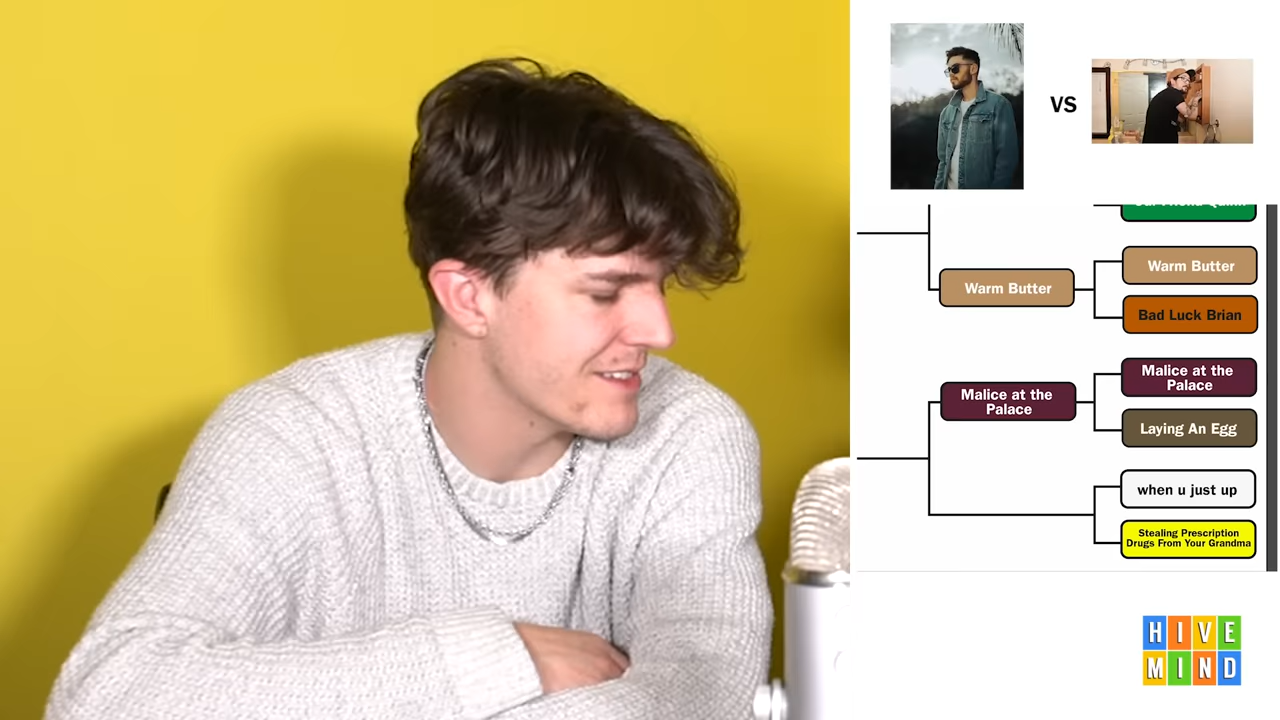 VS
Warm Butter
Warm Butter
Bad Luck Brian
Malice at the
Palace
Malice at the
Palace
Laying An Egg
when u just up
Stealing Prescription
Drugs From Your Grandma
HIVE
MIND